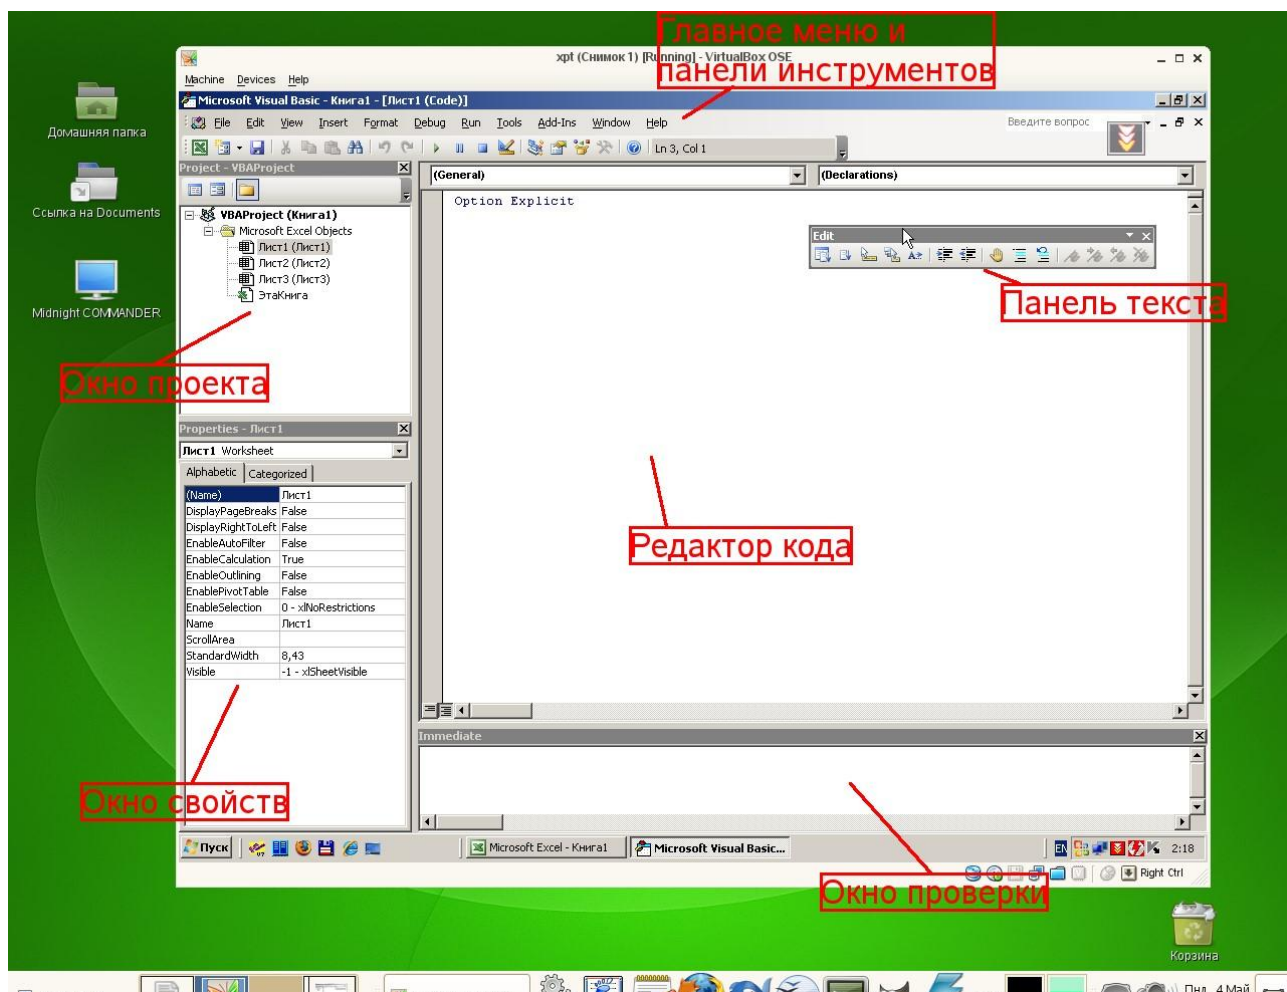 Главное меню и
панели инструментов
xpt (Снимок 1) [Running] - VirtualBox OSE
Machine Devices Help
Microsoft Visual Basic - Книга1 - [Лист1 (Code)]
File Edit View Insert Format Debug Run Tools Add-Ins Window Help
Введите вопрос
Ln 3, Col 1
Домашняя папка
Ссылка на Documents
Midnight COMMANDER
Project - VBAProject
VBAProject (Книга1)
Microsoft Excel Objects
Лист1 (Лист1)
Лист2 (Лист2)
Лист3 (Лист3)
ЭтаКнига
Окно проекта
(General) (Declarations)
Option Explicit
Edit
Панель текста
Редактор кода
Properties - Лист1
Лист1 Worksheet
Alphabetic Categorized
(Name) Лист1
DisplayPageBreaks False
DisplayRightToLeft False
EnableAutoFilter False
EnableCalculation True
EnableOutlining False
EnablePivotTable False
EnableSelection 0 - xlNoRestrictions
Name Лист1
ScrollArea
StandardWidth 8,43
Visible -1 - xlSheetVisible
Окно свойств
Immediate
Окно проверки
Пуск
Microsoft Excel - Книга1
Microsoft Visual Basic...
EN
2:18
Right Ctrl
Корзина
Пнд, 4 Май